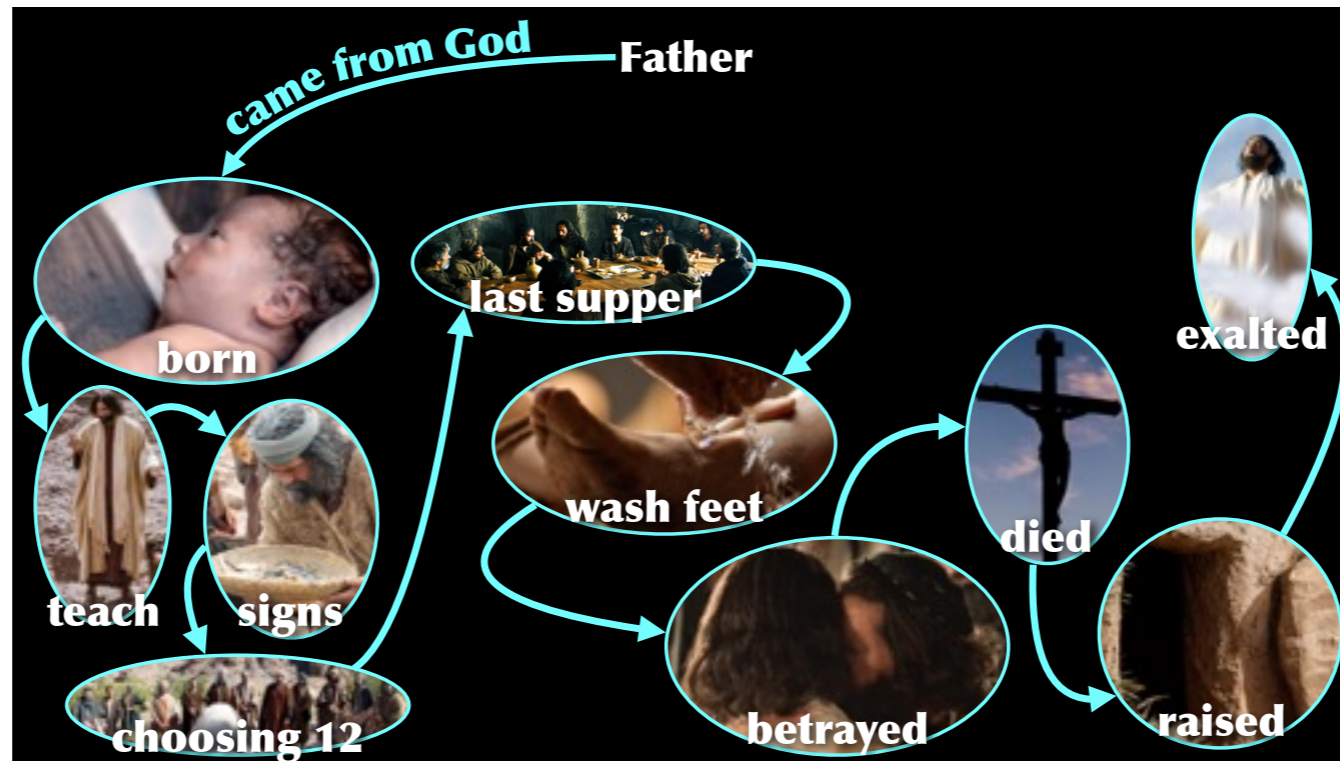 Father
came from God
born
teach
signs
choosing 12
last supper
wash feet
betrayed
died
raised
exalted